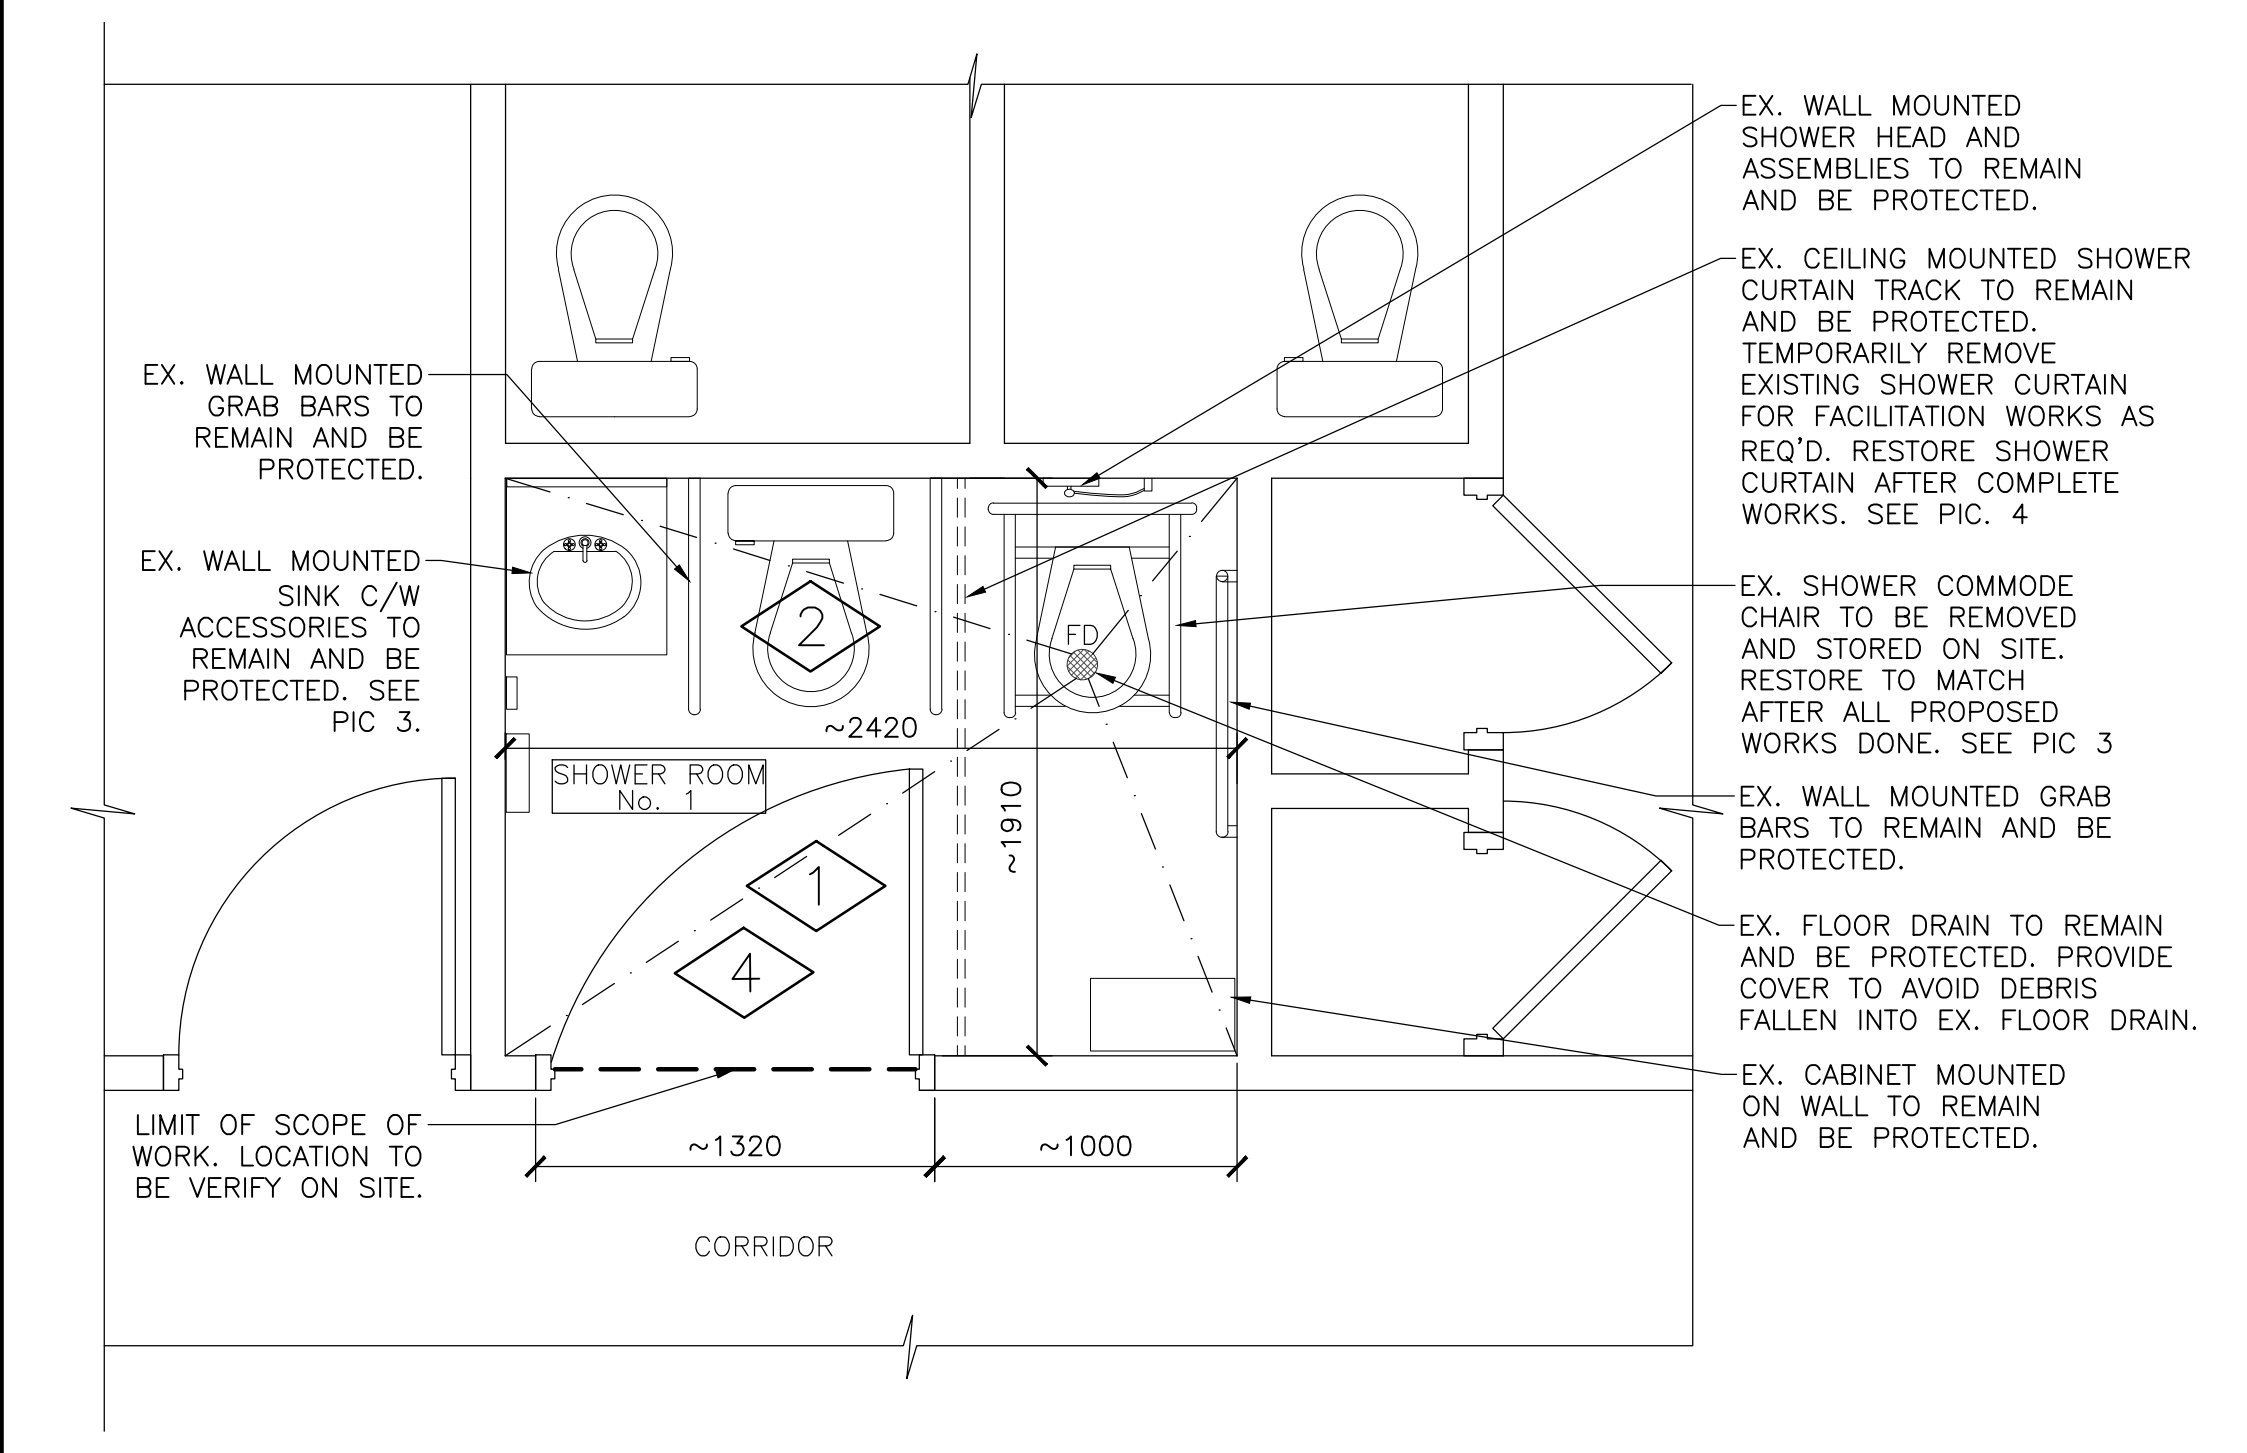 EX. WALL MOUNTED
SHOWER HEAD AND
ASSEMBLIES TO REMAIN
AND BE PROTECTED.
EX. CEILING MOUNTED SHOWER
CURTAIN TRACK TO REMAIN
AND BE PROTECTED.
TEMPORARILY REMOVE
EXISTING SHOWER CURTAIN
FOR FACILITATION WORKS AS
REQ'D. RESTORE SHOWER
CURTAIN AFTER COMPLETE
WORKS. SEE PIC. 4
EX. SHOWER COMMODE
CHAIR TO BE REMOVED
AND STORED ON SITE.
RESTORE TO MATCH
AFTER ALL PROPOSED
WORKS DONE. SEE PIC 3
EX. WALL MOUNTED GRAB
BARS TO REMAIN AND BE
PROTECTED.
EX. FLOOR DRAIN TO REMAIN
AND BE PROTECTED. PROVIDE
COVER TO AVOID DEBRIS
FALLEN INTO EX. FLOOR DRAIN.
EX. CABINET MOUNTED
ON WALL TO REMAIN
AND BE PROTECTED.
EX. WALL MOUNTED
GRAB BARS TO
REMAIN AND BE
PROTECTED.
EX. WALL MOUNTED
SINK C/W
ACCESSORIES TO
REMAIN AND BE
PROTECTED. SEE
PIC 3.
LIMIT OF SCOPE OF
WORK. LOCATION TO
BE VERIFY ON SITE.
2
FD
~2420
SHOWER ROOM
No. 1
~1910
1
4
~1320
~1000
CORRIDOR